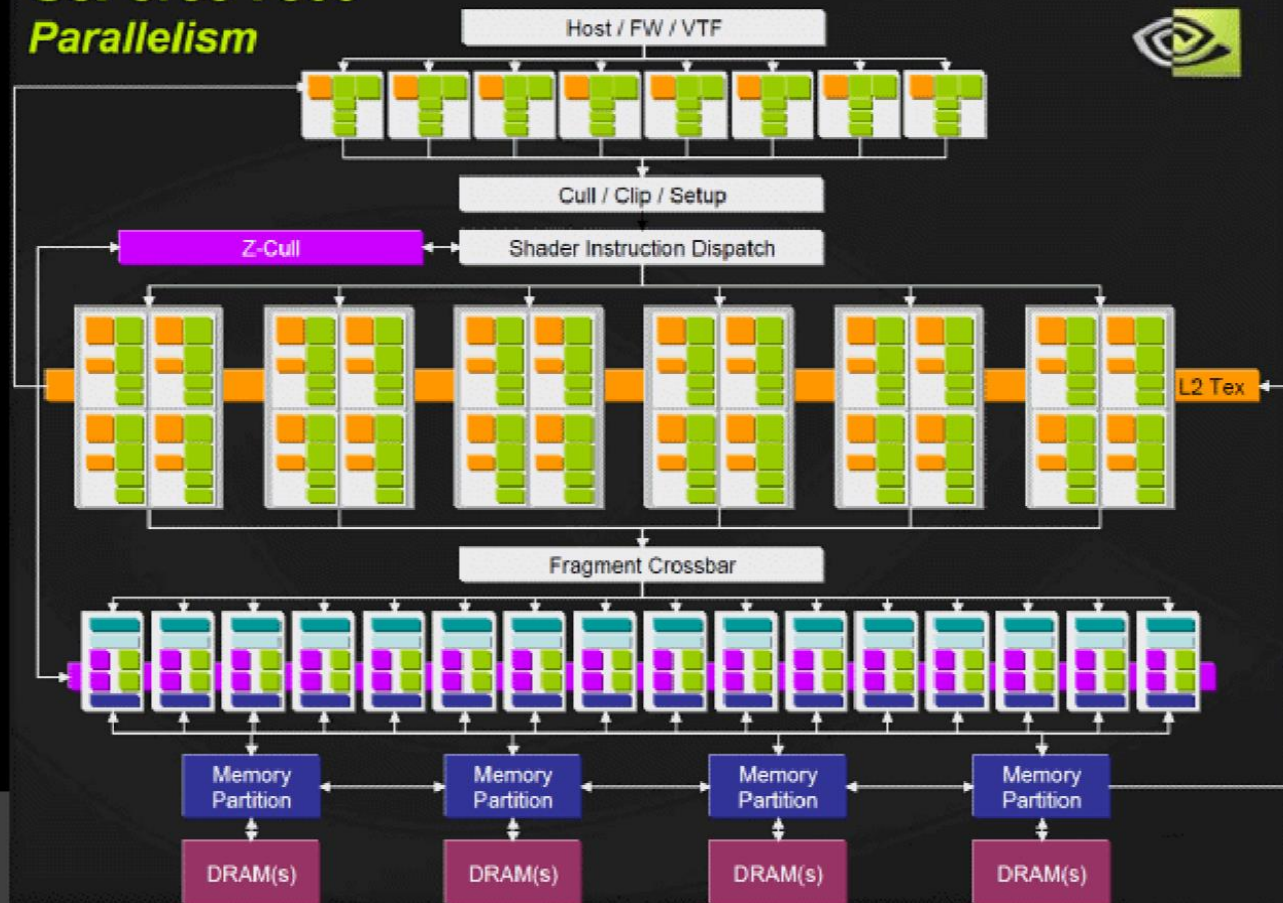 Parallelism
Host / FW / VTF
Cull / Clip / Setup
Z-Cull
Shader Instruction Dispatch
L2 Tex
Fragment Crossbar
Memory
Partition
Memory
Partition
Memory
Partition
Memory
Partition
DRAM(s)
DRAM(s)
DRAM(s)
DRAM(s)